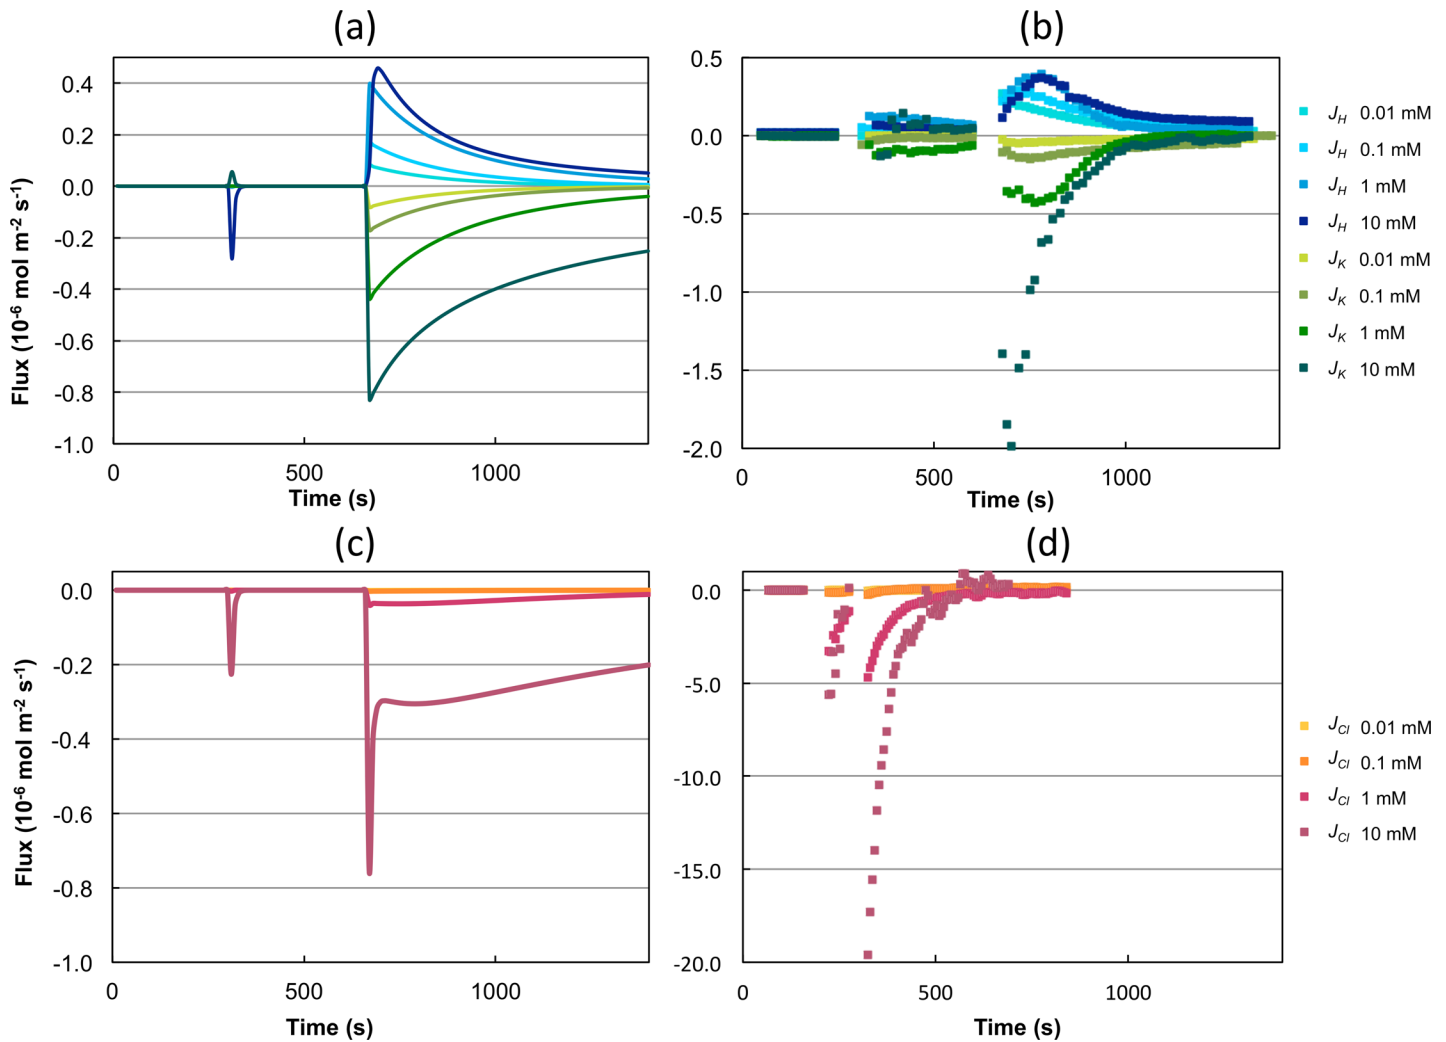 (a)
0.4
0.2
0.0
-0.2
-0.4
-0.6
-0.8
-1.0
0
500
1000
Time (s)
Flux (10⁻⁶ mol m⁻² s⁻¹)
(b)
0.5
0.0
-0.5
-1.0
-1.5
-2.0
0
500
1000
Time (s)
J_H 0.01 mM
J_H 0.1 mM
J_H 1 mM
J_H 10 mM
J_K 0.01 mM
J_K 0.1 mM
J_K 1 mM
J_K 10 mM
(c)
0.0
-0.2
-0.4
-0.6
-0.8
-1.0
0
500
1000
Time (s)
Flux (10⁻⁶ mol m⁻² s⁻¹)
(d)
0.0
-5.0
-10.0
-15.0
-20.0
0
500
1000
Time (s)
J_Cl 0.01 mM
J_Cl 0.1 mM
J_Cl 1 mM
J_Cl 10 mM